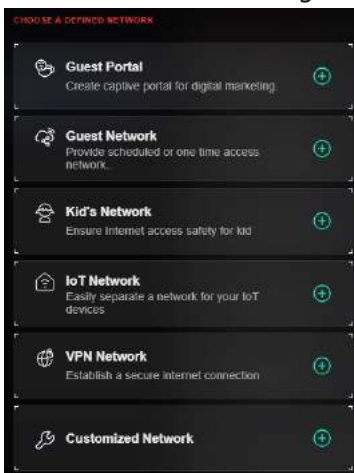 CHOOSE A DEFINED NETWORK
Guest Portal
Create captive portal for digital marketing.
Guest Network
Provide scheduled or one time access
network.
Kid's Network
Ensure Internet access safety for kid
IoT Network
Easily separate a network for your IoT
devices
VPN Network
Establish a secure internet connection
Customized Network